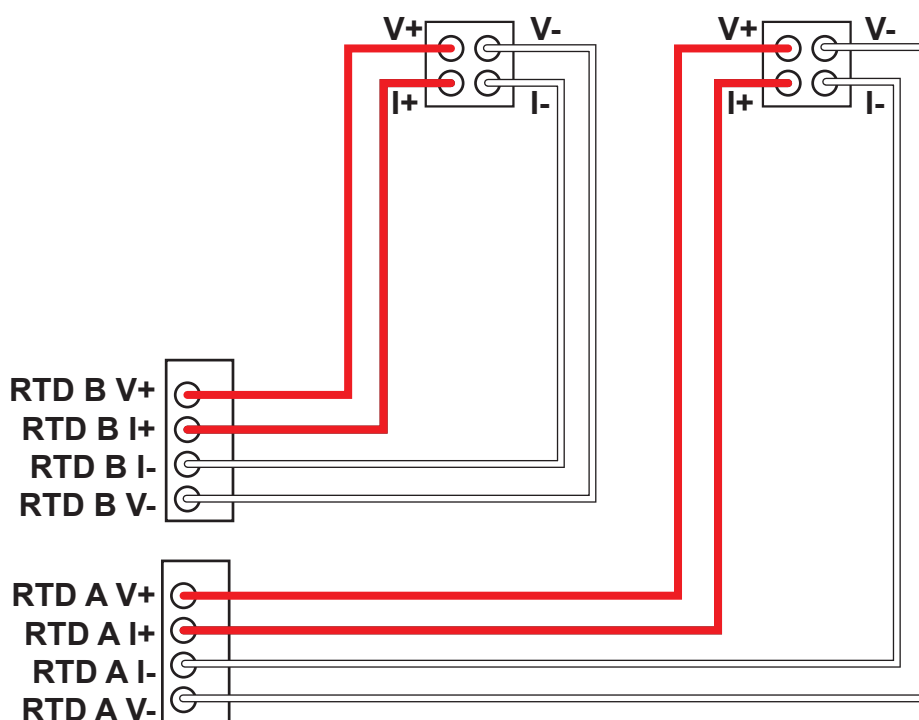 V+ V- V+ V-
I+ I- I+ I-
RTD B V+
RTD B I+
RTD B I-
RTD B V-
RTD A V+
RTD A I+
RTD A I-
RTD A V-